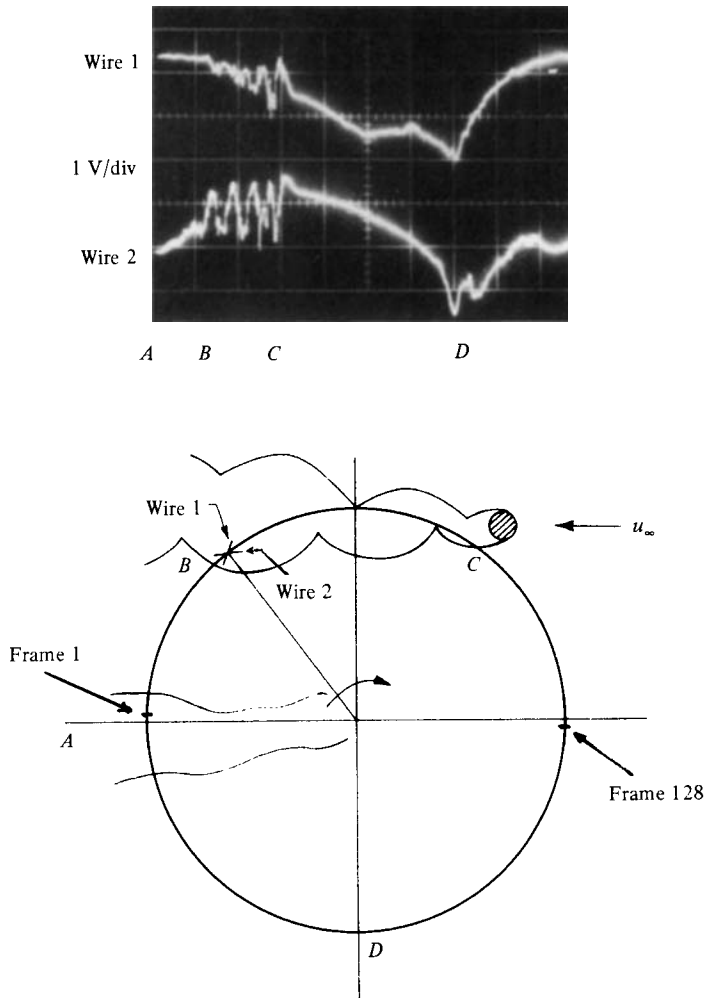 Wire 1
1 V/div
Wire 2
A B C D
Wire 1
u∞
B
C
Wire 2
Frame 1
A
Frame 128
D